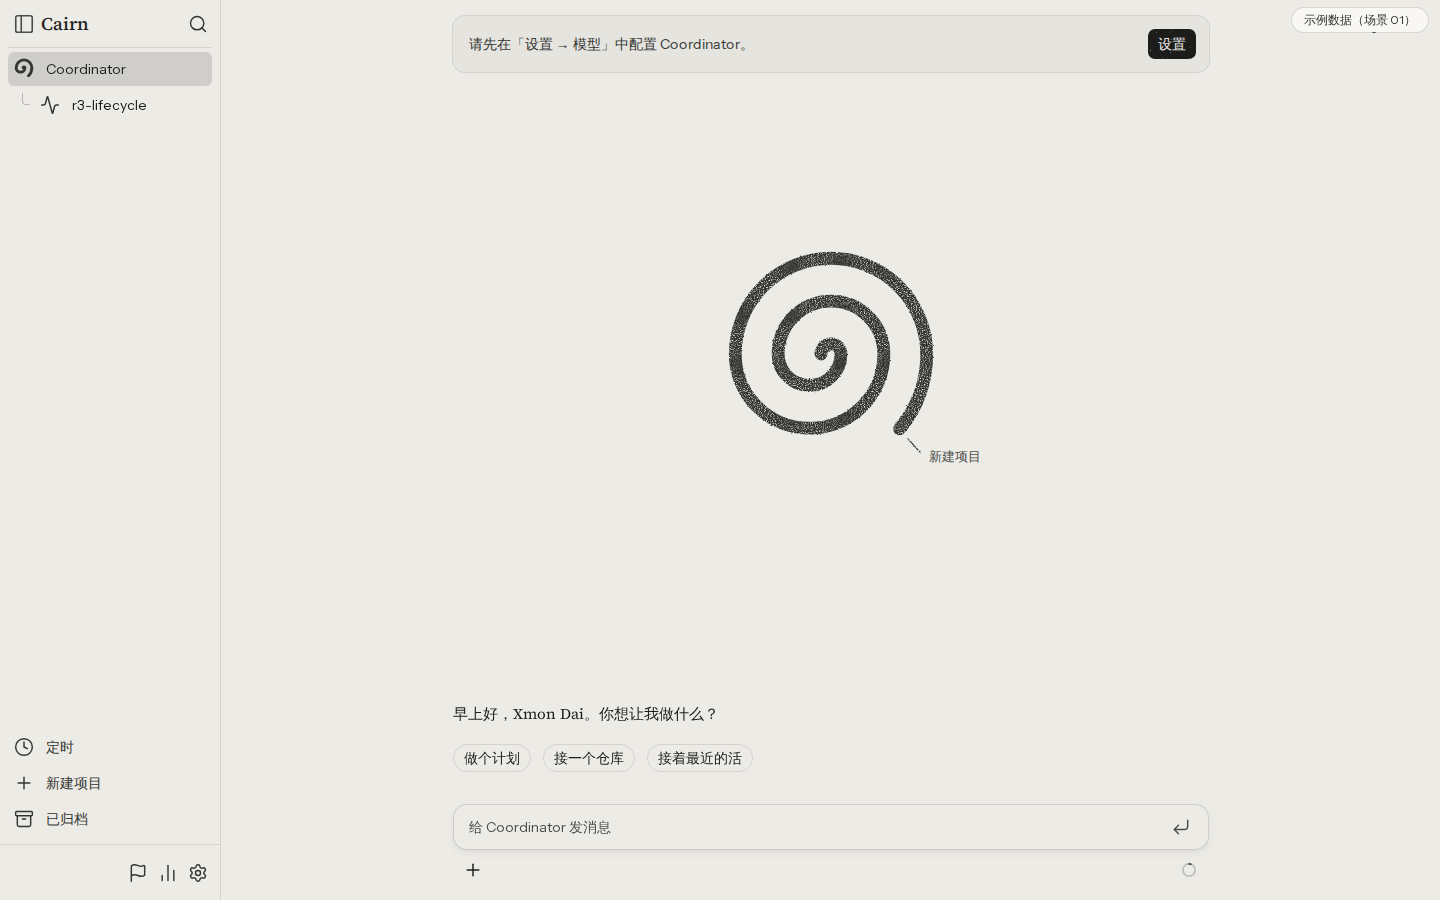 Cairn
Coordinator
r3-lifecycle
定时
新建项目
已归档
请先在「设置 → 模型」中配置 Coordinator。
设置
示例数据（场景 01）
新建项目
早上好，Xmon Dai。你想让我做什么？
做个计划
接一个仓库
接着最近的活
给 Coordinator 发消息